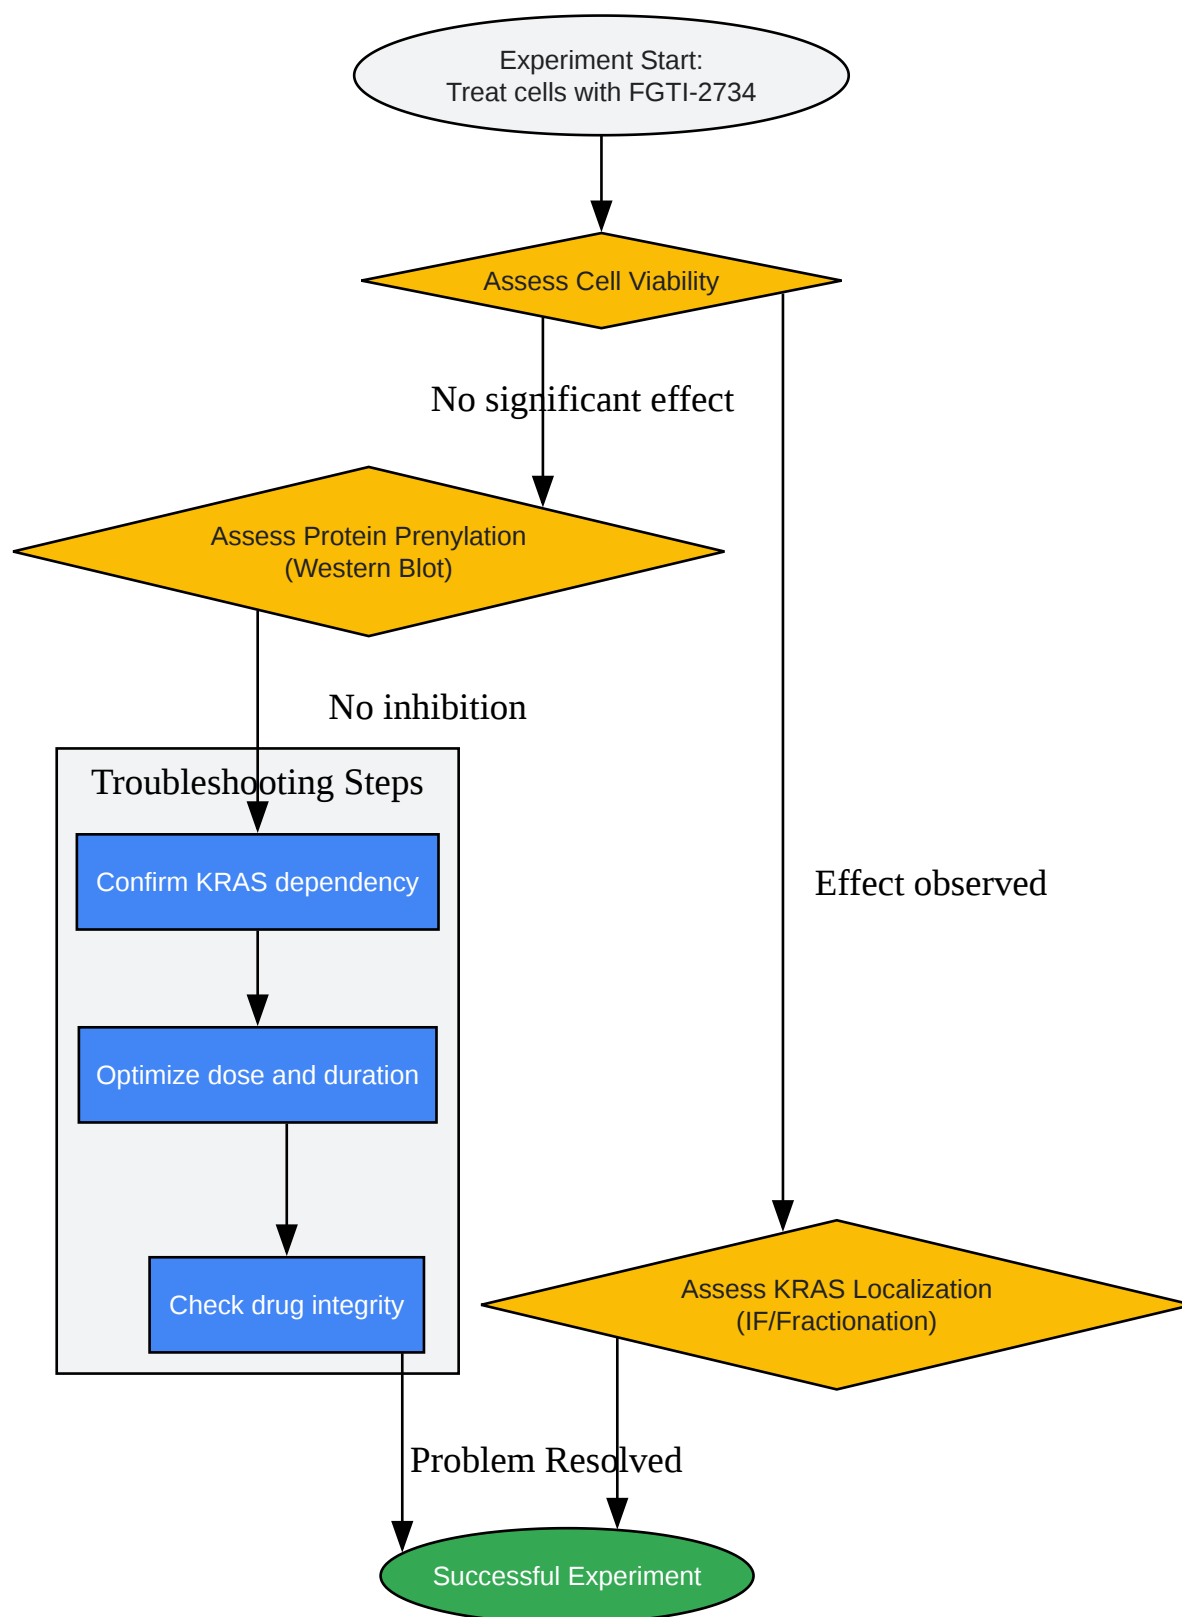 Experiment Start:
Treat cells with FGTI-2734
Assess Cell Viability
No significant effect
Assess Protein Prenylation
(Western Blot)
No inhibition
Troubleshooting Steps
Confirm KRAS dependency
Effect observed
Optimize dose and duration
Assess KRAS Localization
(IF/Fractionation)
Check drug integrity
Problem Resolved
Successful Experiment